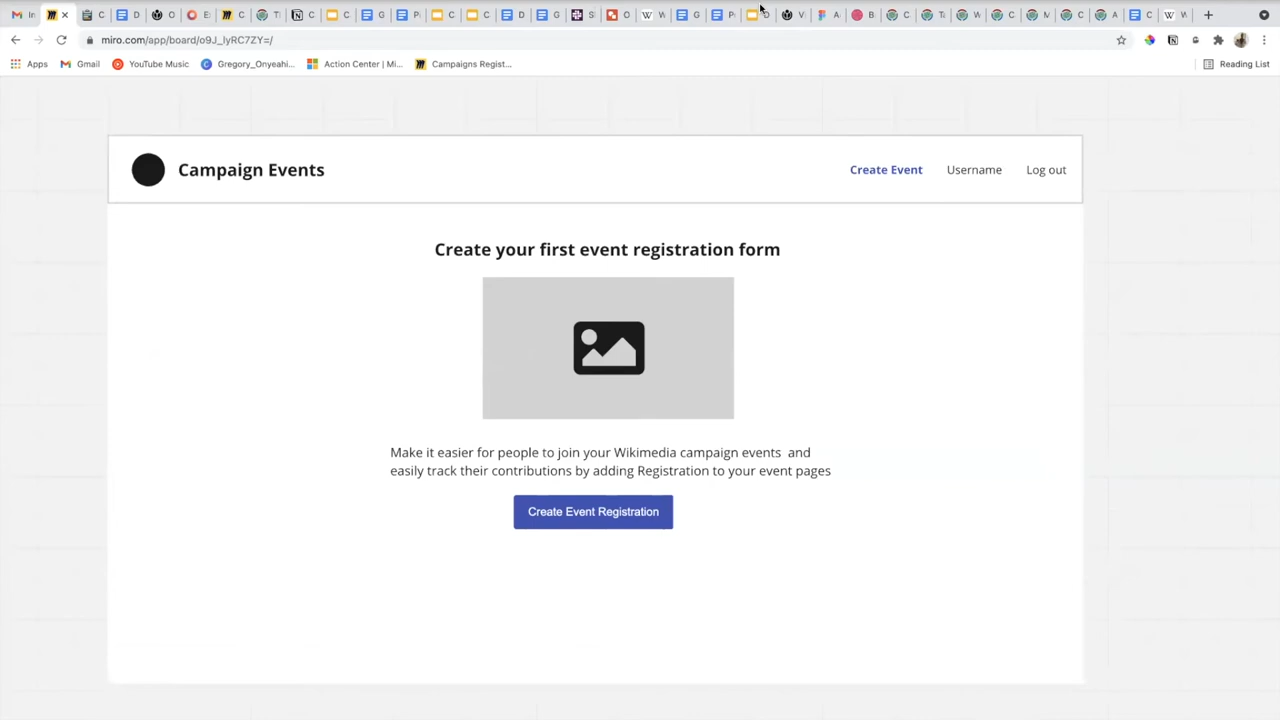 In
C
D
O
E
C
T
C
C
G
P
C
C
D
G
S
O
W
G
P
V
A
B
C
T
W
C
M
C
A
C
W
miro.com/app/board/o9J_lyRC7ZY=/
Apps
Gmail
YouTube Music
Gregory_Onyeahi...
Action Center | Mi...
Campaigns Regist...
Reading List
Campaign Events
Create Event
Username
Log out
Create your first event registration form
Make it easier for people to join your Wikimedia campaign events and
easily track their contributions by adding Registration to your event pages
Create Event Registration